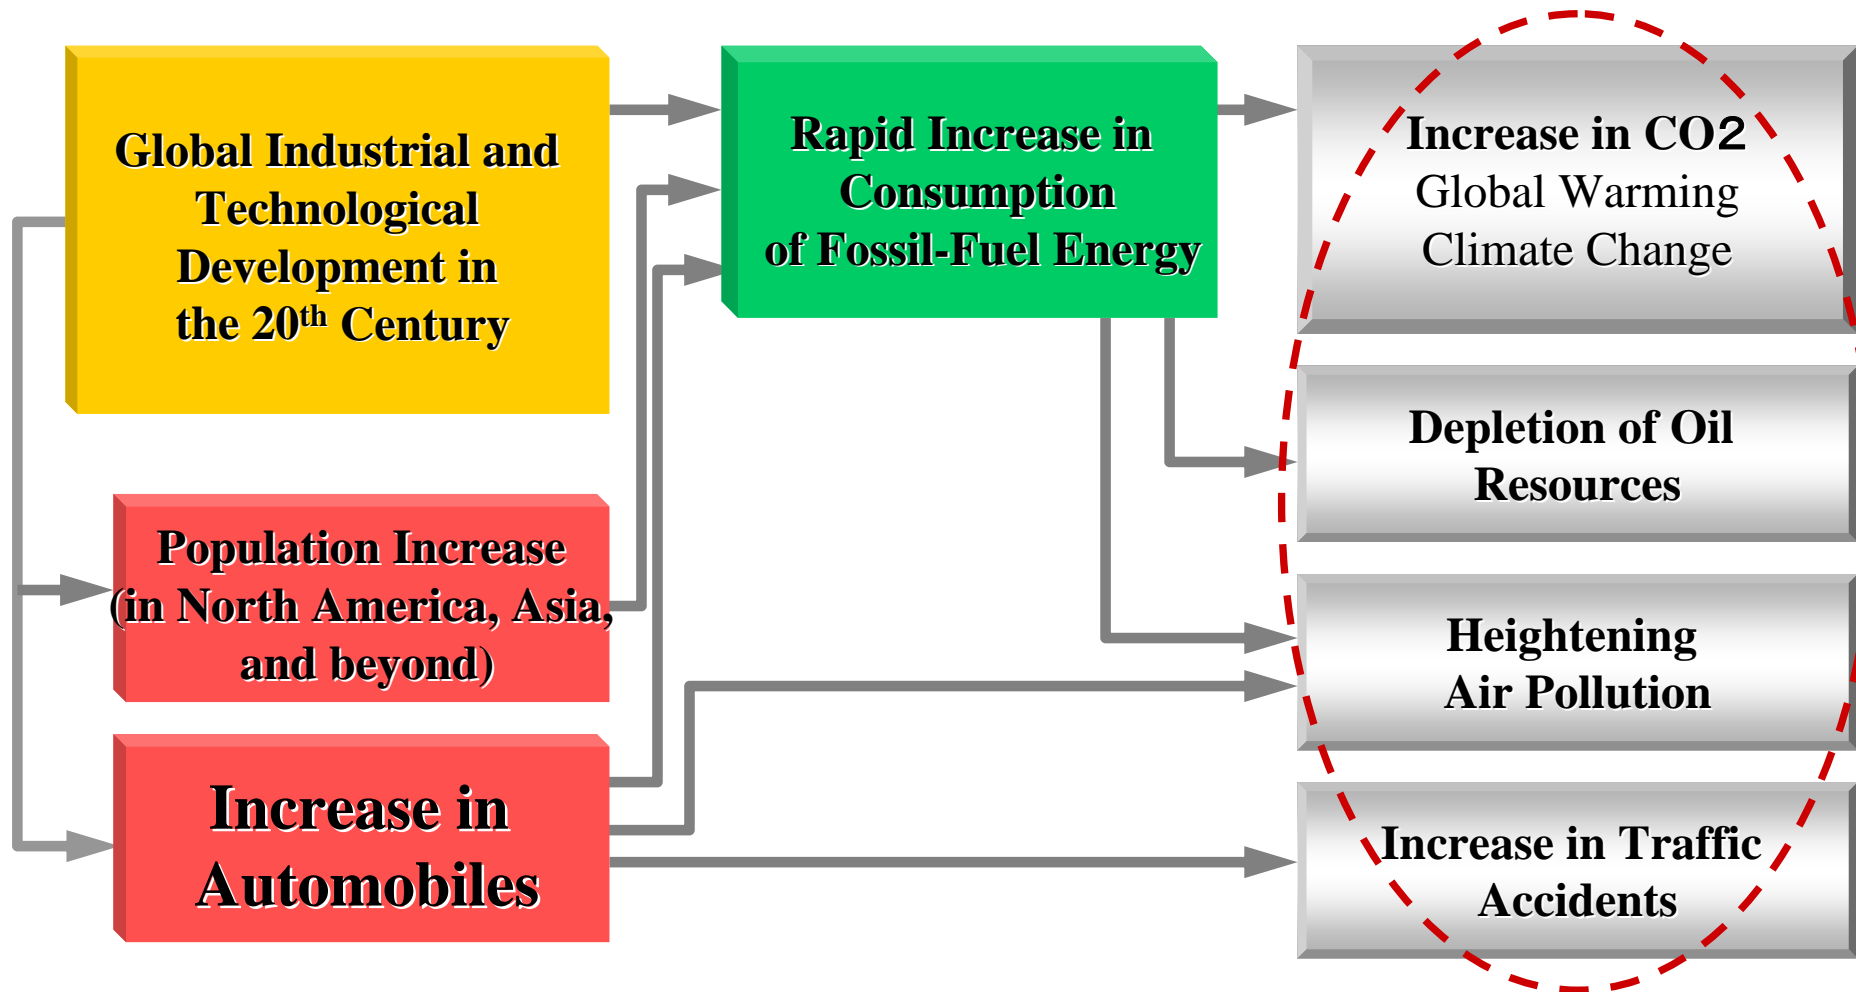 Global Industrial and
Technological
Development in
the 20th Century
Population Increase
(in North America, Asia,
and beyond)
Increase in
Automobiles
Rapid Increase in
Consumption
of Fossil-Fuel Energy
Increase in CO2
Global Warming
Climate Change
Depletion of Oil
Resources
Heightening
Air Pollution
Increase in Traffic
Accidents